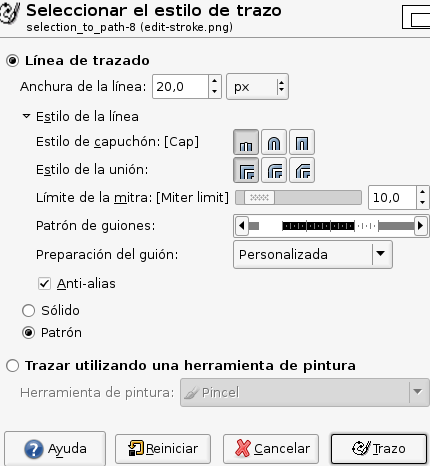 Seleccionar el estilo de trazo
selection_to_path-8 (edit-stroke.png)
Línea de trazado
Anchura de la línea: 20,0 px
Estilo de la línea
Estilo de capuchón: [Cap]
Estilo de la unión:
Límite de la mitra: [Miter limit] 10,0
Patrón de guiones:
Preparación del guión: Personalizada
Anti-alias
Sólido
Patrón
Trazar utilizando una herramienta de pintura
Herramienta de pintura: Pincel
Ayuda Reiniciar Cancelar Trazo